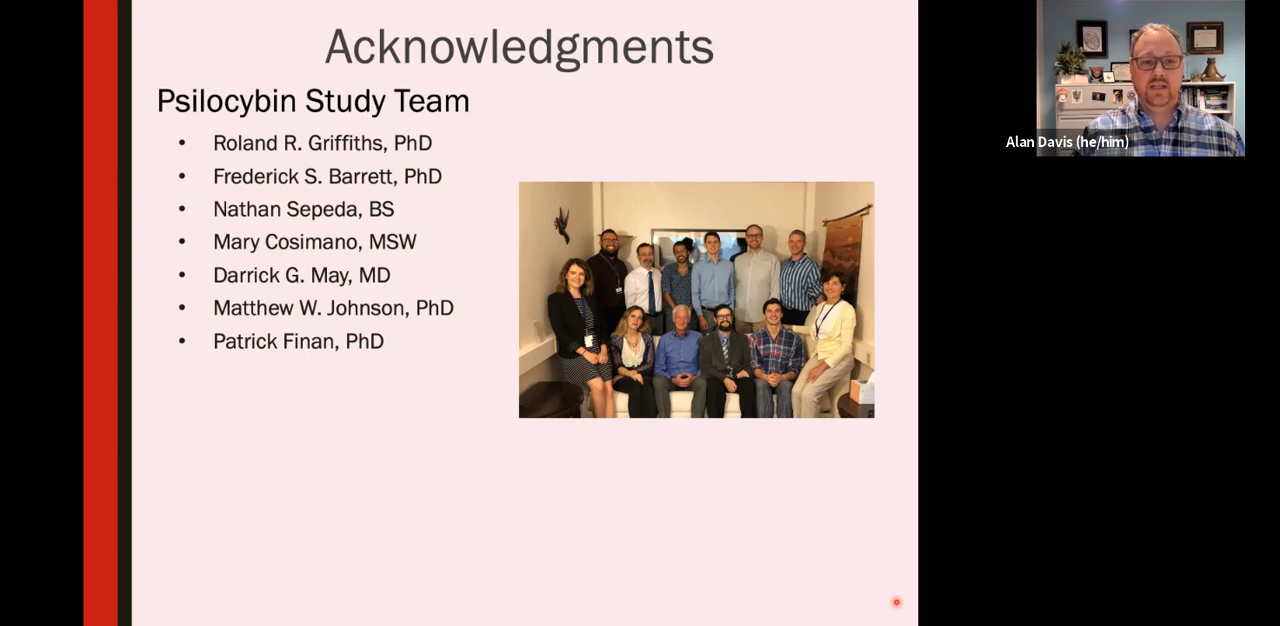 Acknowledgments
Psilocybin Study Team
• Roland R. Griffiths, PhD
• Frederick S. Barrett, PhD
• Nathan Sepeda, BS
• Mary Cosimano, MSW
• Darrick G. May, MD
• Matthew W. Johnson, PhD
• Patrick Finan, PhD
Alan Davis (he/him)